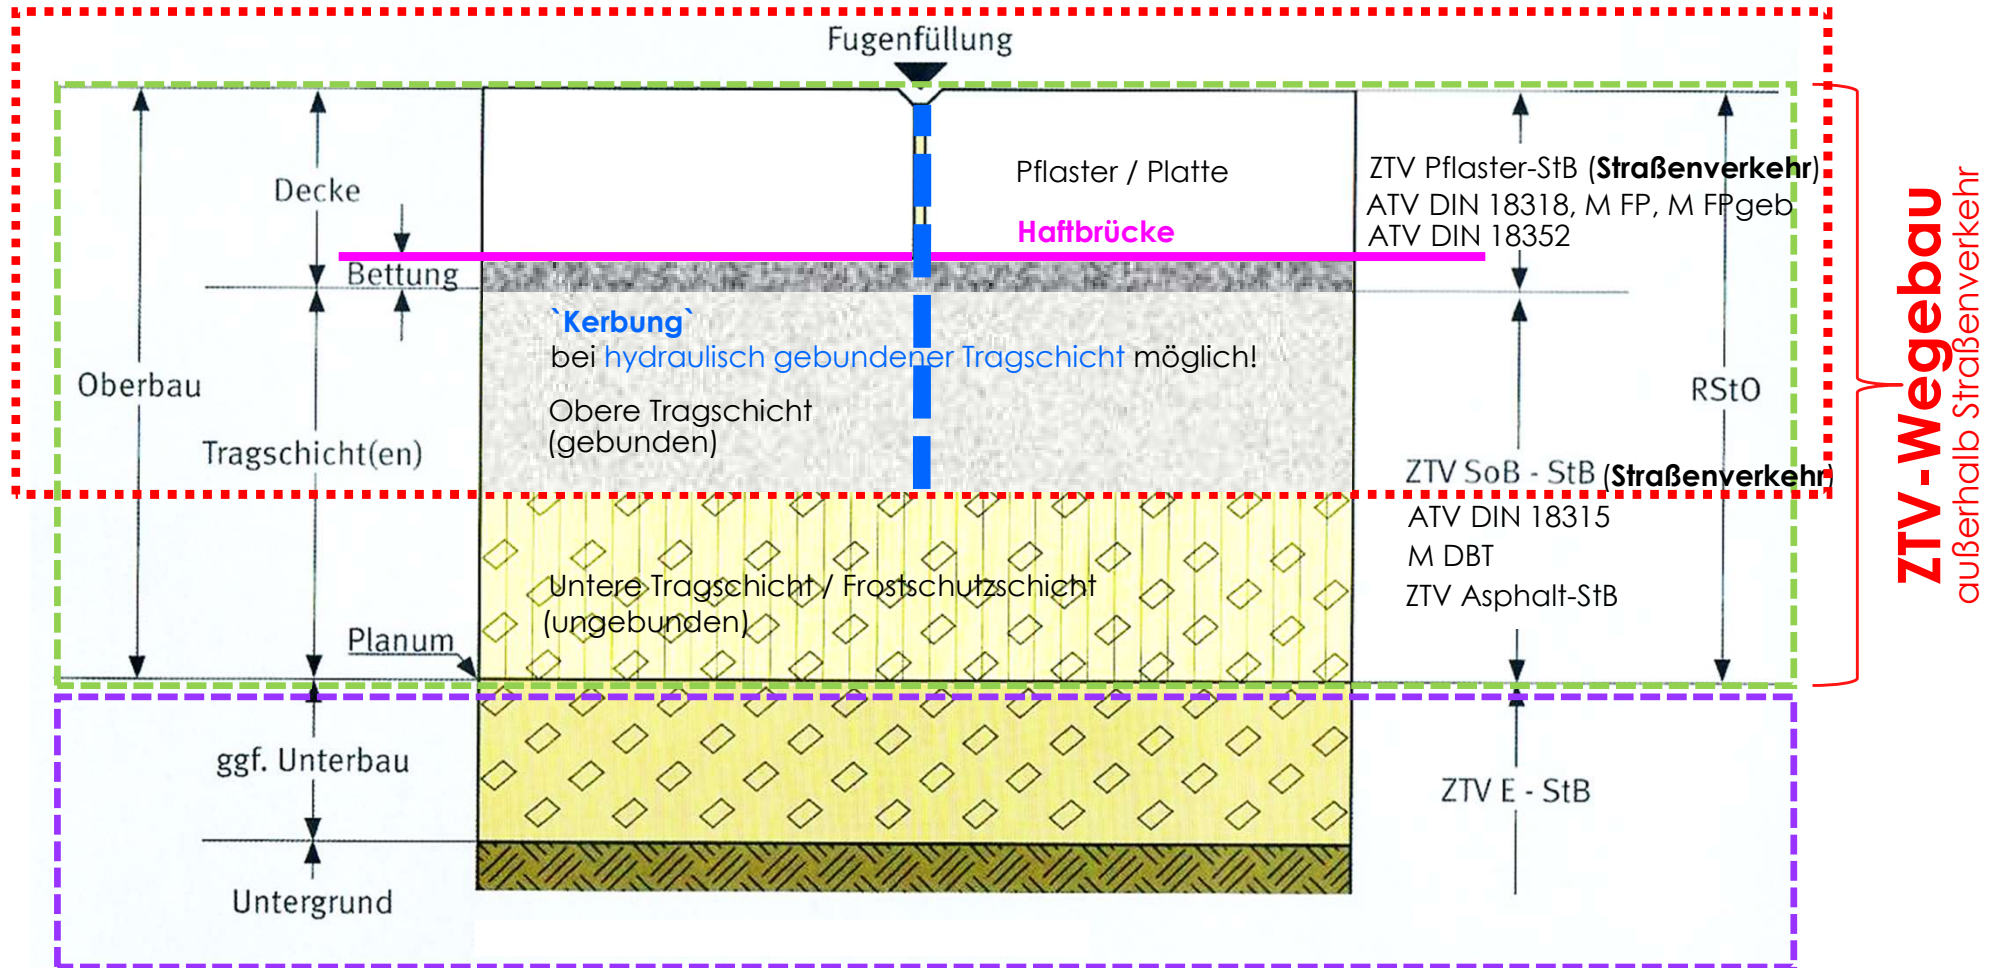 Fugenfüllung
Decke
Pflaster / Platte
Haftbrücke
ZTV Pflaster-StB (Straßenverkehr)
ATV DIN 18318, M FP, M FPgeb
ATV DIN 18352
Bettung
`Kerbung`
bei hydraulisch gebundener Tragschicht möglich!
Oberbau
RStO
Obere Tragschicht
(gebunden)
Tragschicht(en)
ZTV SoB - StB (Straßenverkehr)
ATV DIN 18315
M DBT
ZTV Asphalt-StB
Untere Tragschicht / Frostschutzschicht
(ungebunden)
Planum
ggf. Unterbau
ZTV E - StB
Untergrund
ZTV-Wegebau
außerhalb Straßenverkehr